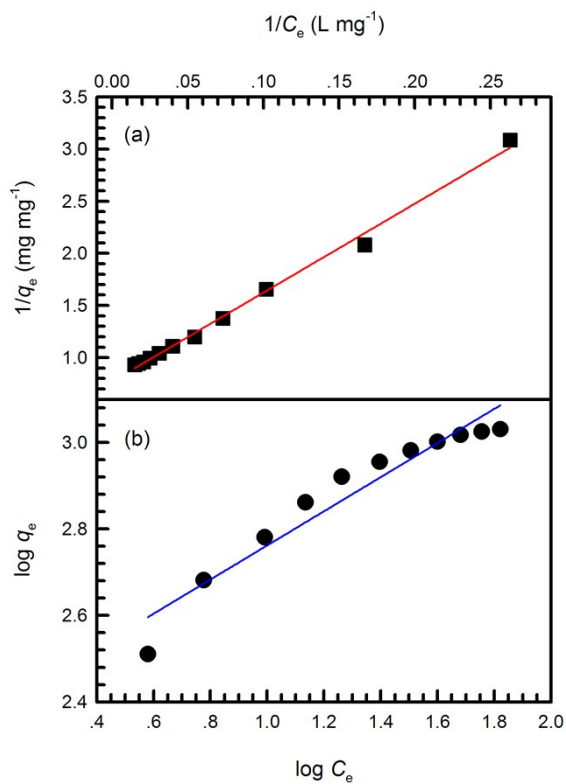 1/Cₑ (L mg⁻¹)
0.00 .05 .10 .15 .20 .25
3.5
(a)
3.0
2.5
2.0
1.5
1.0
1/qₑ (mg mg⁻¹)
(b)
3.0
2.8
2.6
2.4
log qₑ
.4 .6 .8 1.0 1.2 1.4 1.6 1.8 2.0
log Cₑ